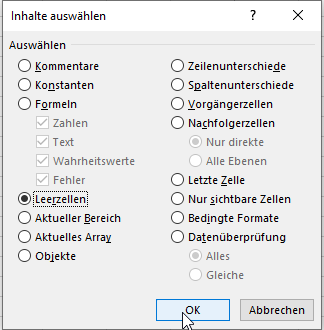 Inhalte auswählen
Auswählen
Kommentare
Konstanten
Formeln
Zahlen
Text
Wahrheitswerte
Fehler
Leerzellen
Aktueller Bereich
Aktuelles Array
Objekte
Zeilenunterschiede
Spaltenunterschiede
Vorgängerzellen
Nachfolgerzellen
Nur direkte
Alle Ebenen
Letzte Zelle
Nur sichtbare Zellen
Bedingte Formate
Datenüberprüfung
Alles
Gleiche
OK
Abbrechen